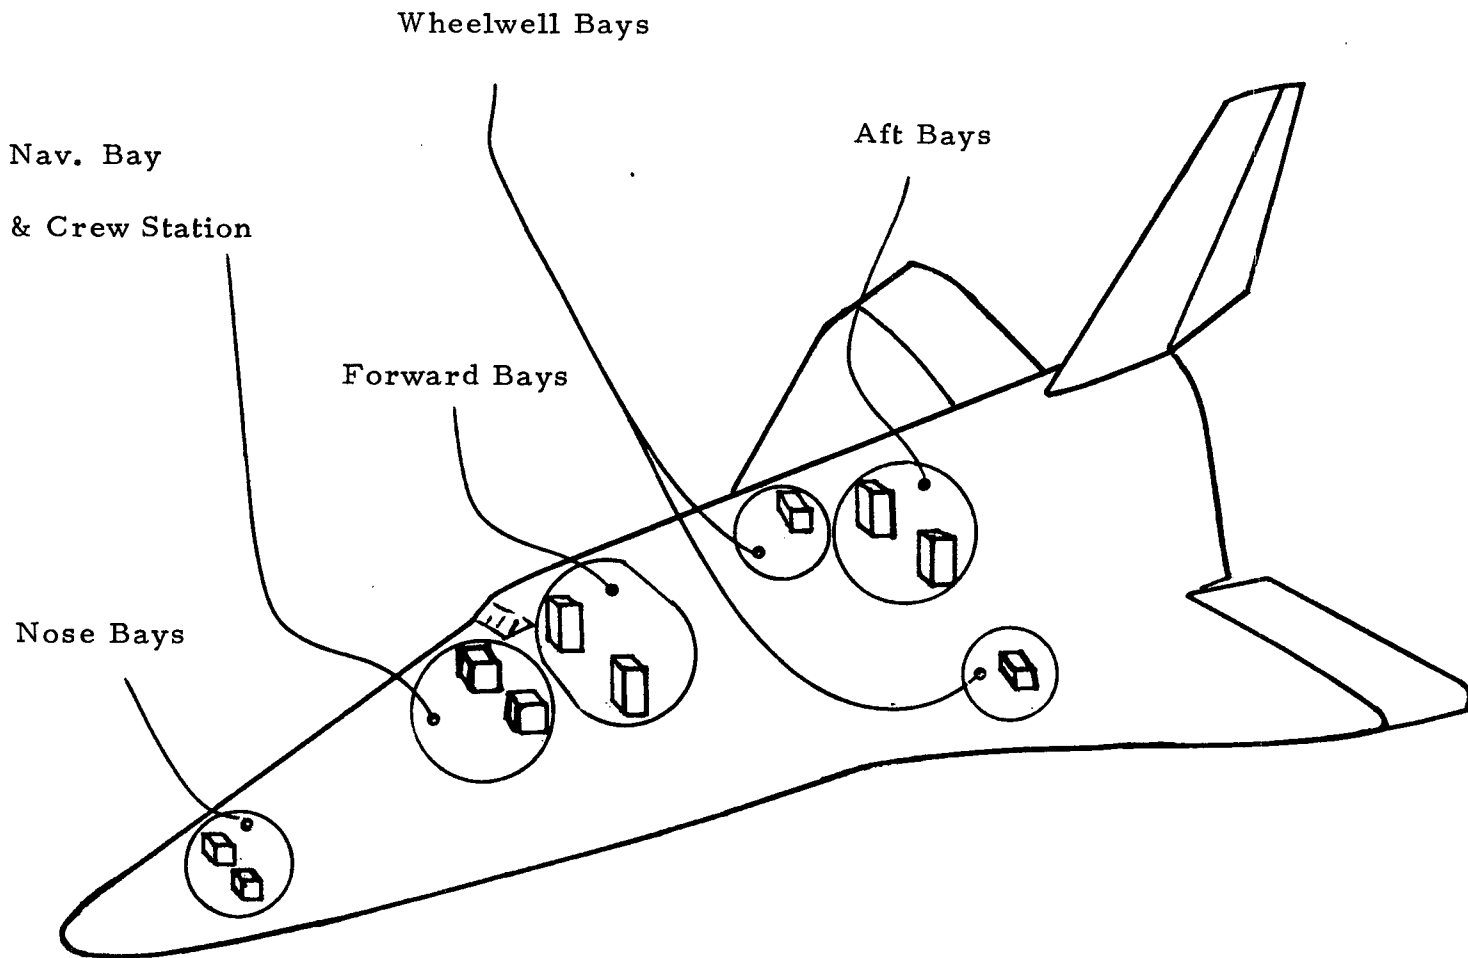 Wheelwell Bays
Aft Bays
Nav. Bay
& Crew Station
Forward Bays
Nose Bays